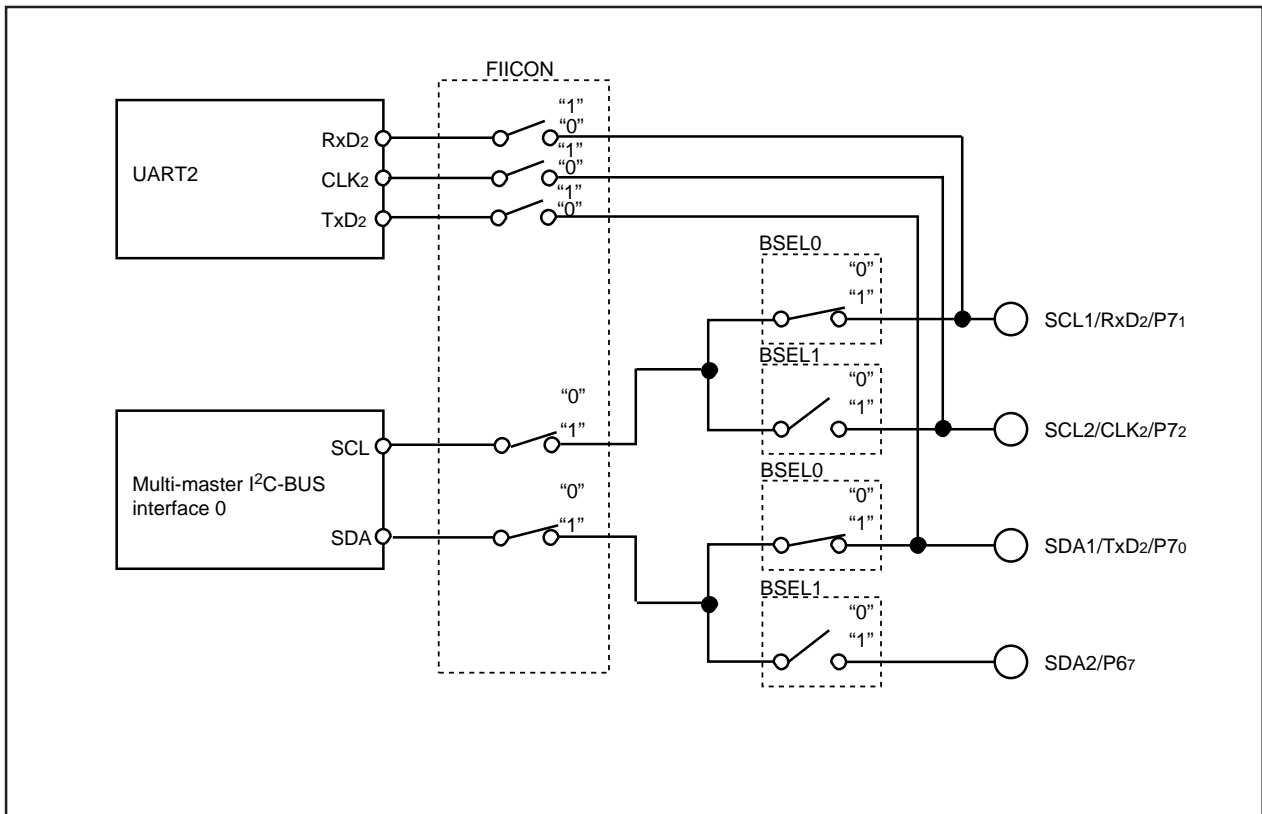 FIICON
UART2
RxD2
CLK2
TxD2
“1”
“0”
“1”
“0”
“1”
“0”
BSEL0
“0”
“1”
SCL1/RxD2/P71
BSEL1
“0”
“1”
SCL2/CLK2/P72
Multi-master I2C-BUS
interface 0
SCL
SDA
“0”
“1”
“0”
“1”
BSEL0
“0”
“1”
SDA1/TxD2/P70
BSEL1
“0”
“1”
SDA2/P67